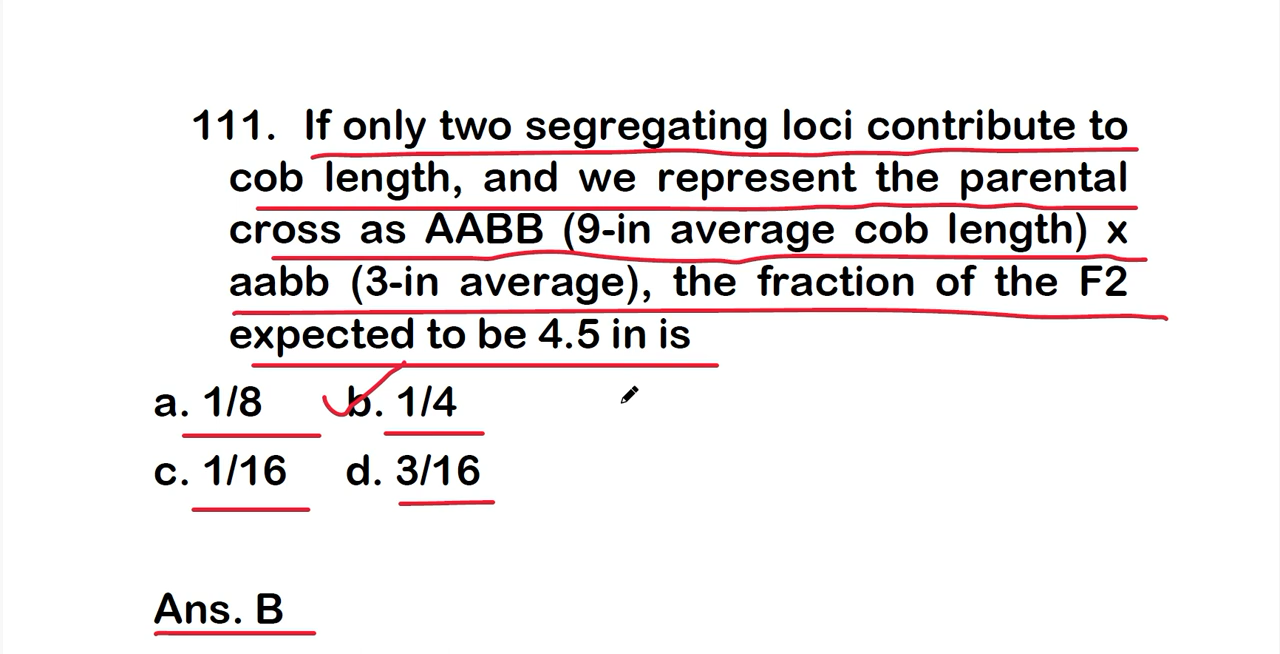 111. If only two segregating loci contribute to
cob length, and we represent the parental
cross as AABB (9-in average cob length) x
aabb (3-in average), the fraction of the F2
expected to be 4.5 in is
a. 1/8 b. 1/4
c. 1/16 d. 3/16
Ans. B